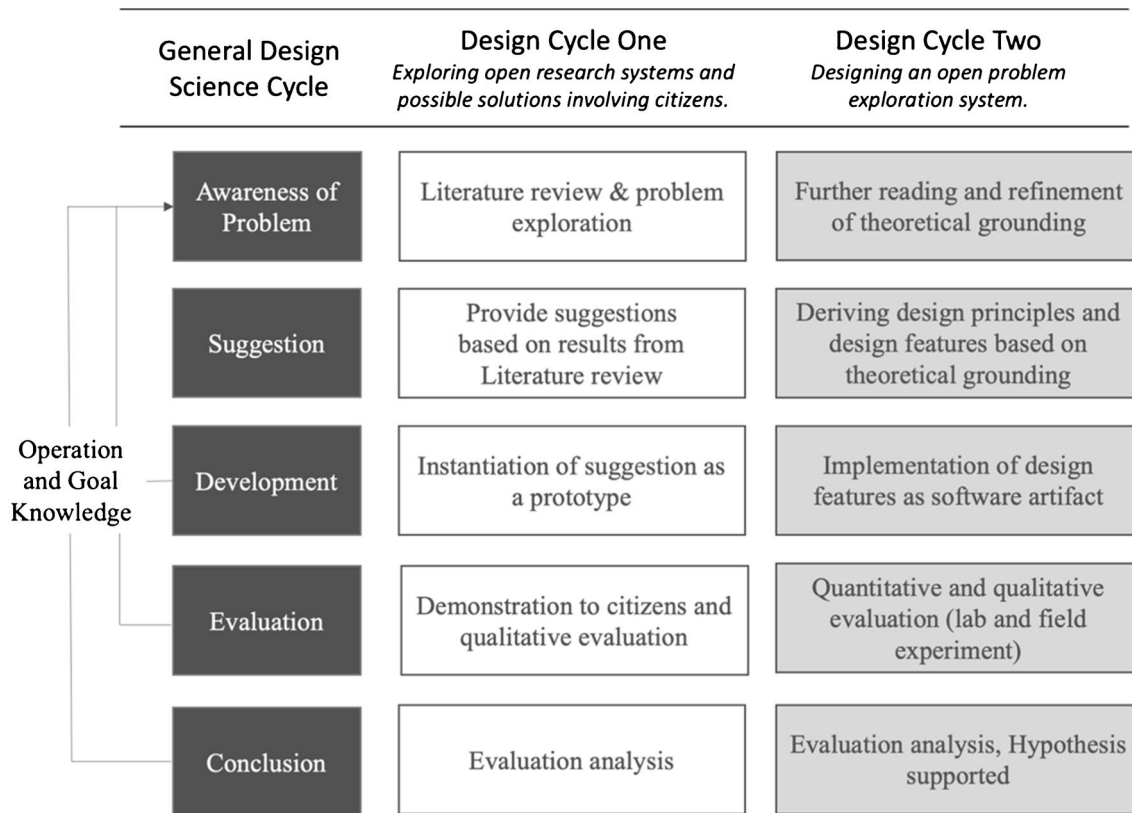 General Design
Science Cycle
Design Cycle One
Exploring open research systems and
possible solutions involving citizens.
Design Cycle Two
Designing an open problem
exploration system.
Awareness of
Problem
Literature review & problem
exploration
Further reading and refinement
of theoretical grounding
Suggestion
Provide suggestions
based on results from
Literature review
Deriving design principles and
design features based on
theoretical grounding
Operation
and Goal
Knowledge
Development
Instantiation of suggestion as
a prototype
Implementation of design
features as software artifact
Evaluation
Demonstration to citizens and
qualitative evaluation
Quantitative and qualitative
evaluation (lab and field
experiment)
Conclusion
Evaluation analysis
Evaluation analysis, Hypothesis
supported